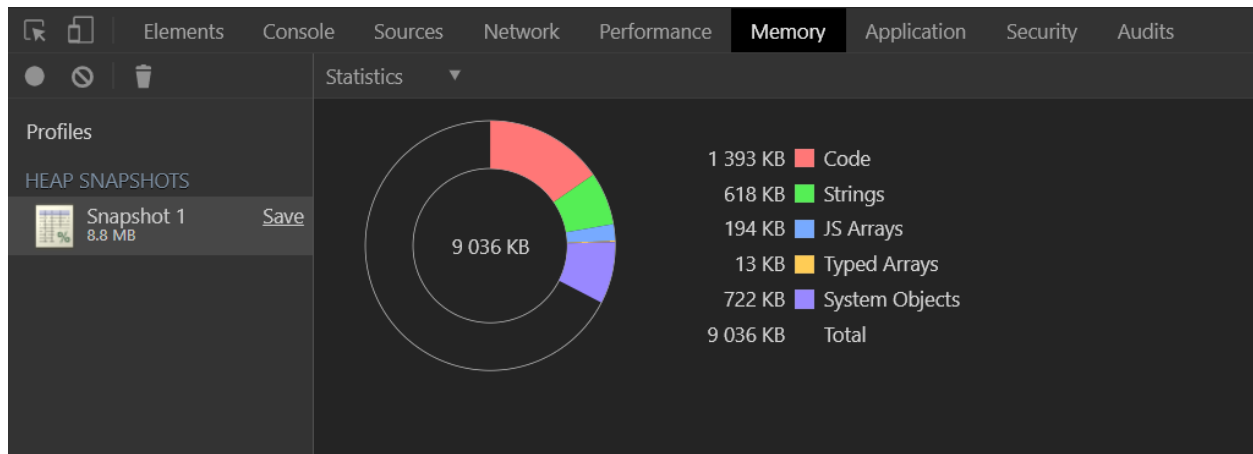 Elements Console Sources Network Performance Memory Application Security Audits
Statistics ▼
Profiles
HEAP SNAPSHOTS
Snapshot 1 Save
8.8 MB
9 036 KB
1 393 KB Code
618 KB Strings
194 KB JS Arrays
13 KB Typed Arrays
722 KB System Objects
9 036 KB Total